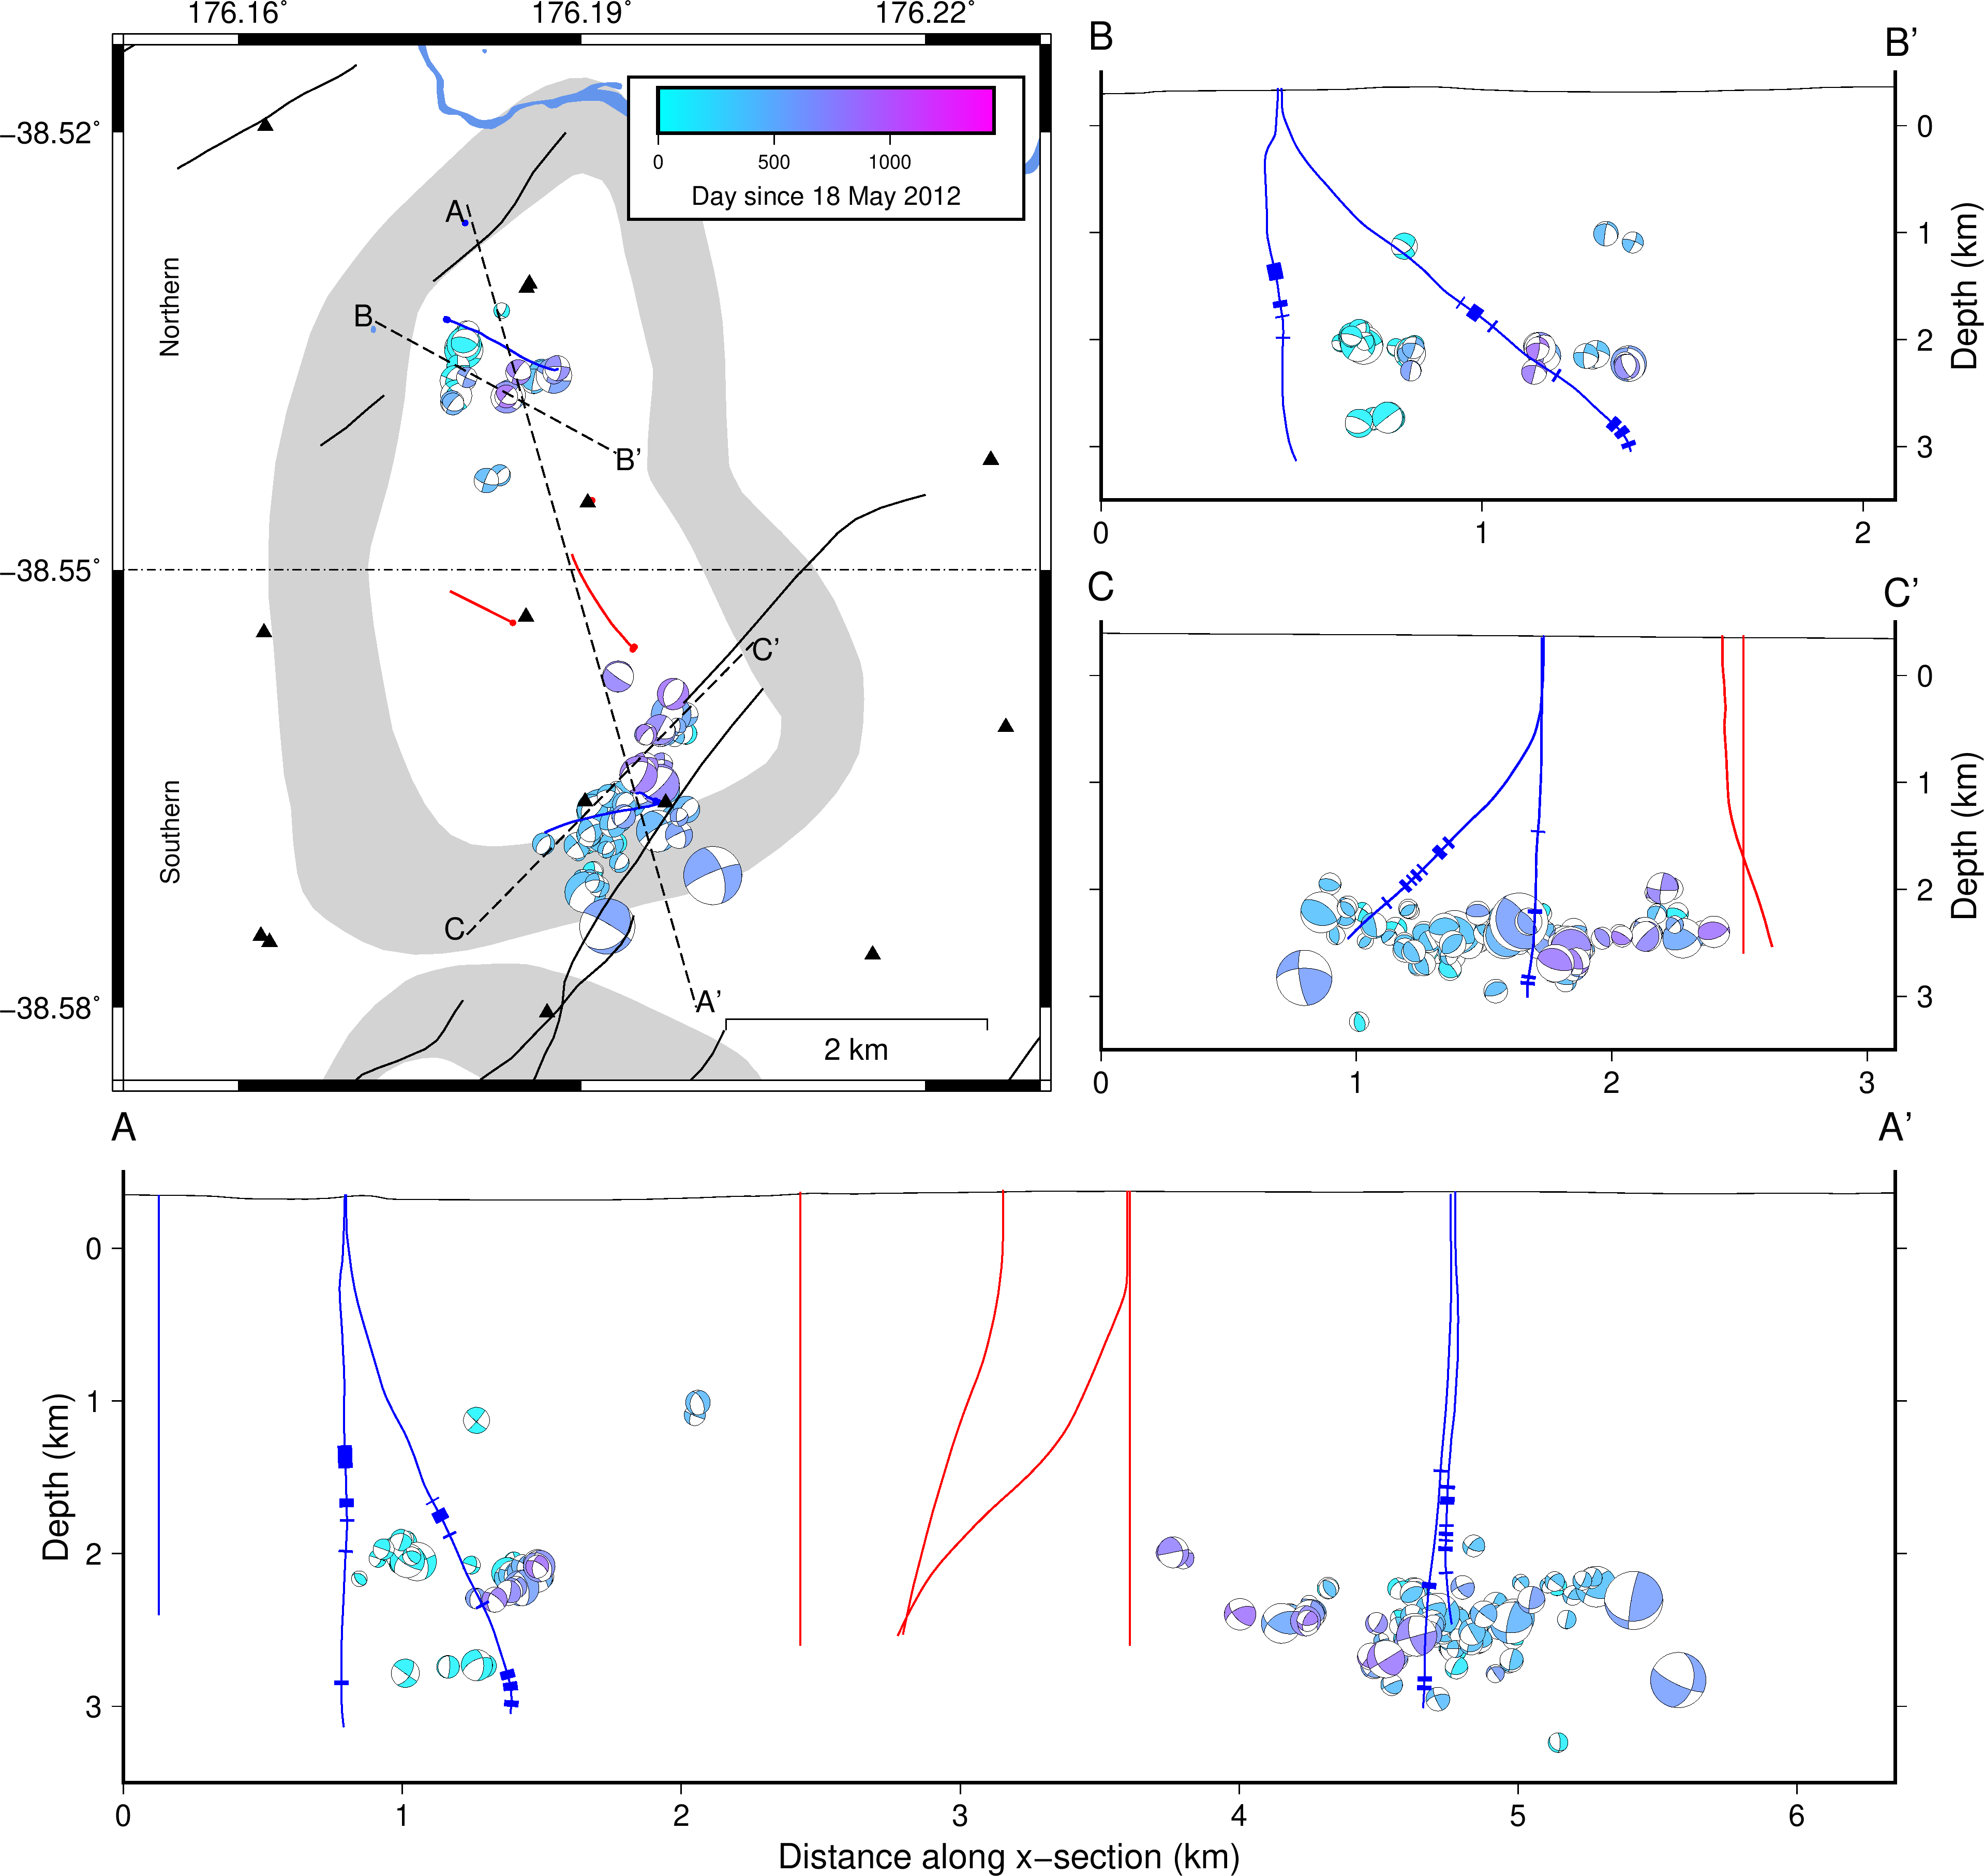 176.16°
176.19°
176.22°
−38.52°
−38.55°
−38.58°
0
500
1000
Day since 18 May 2012
Northern
Southern
A
B
B’
C’
C
A’
2 km
B
B’
0
1
2
3
Depth (km)
0
1
2
C
C’
0
1
2
3
Depth (km)
0
1
2
3
A
A’
0
1
2
3
Depth (km)
0
1
2
3
4
5
6
Distance along x−section (km)